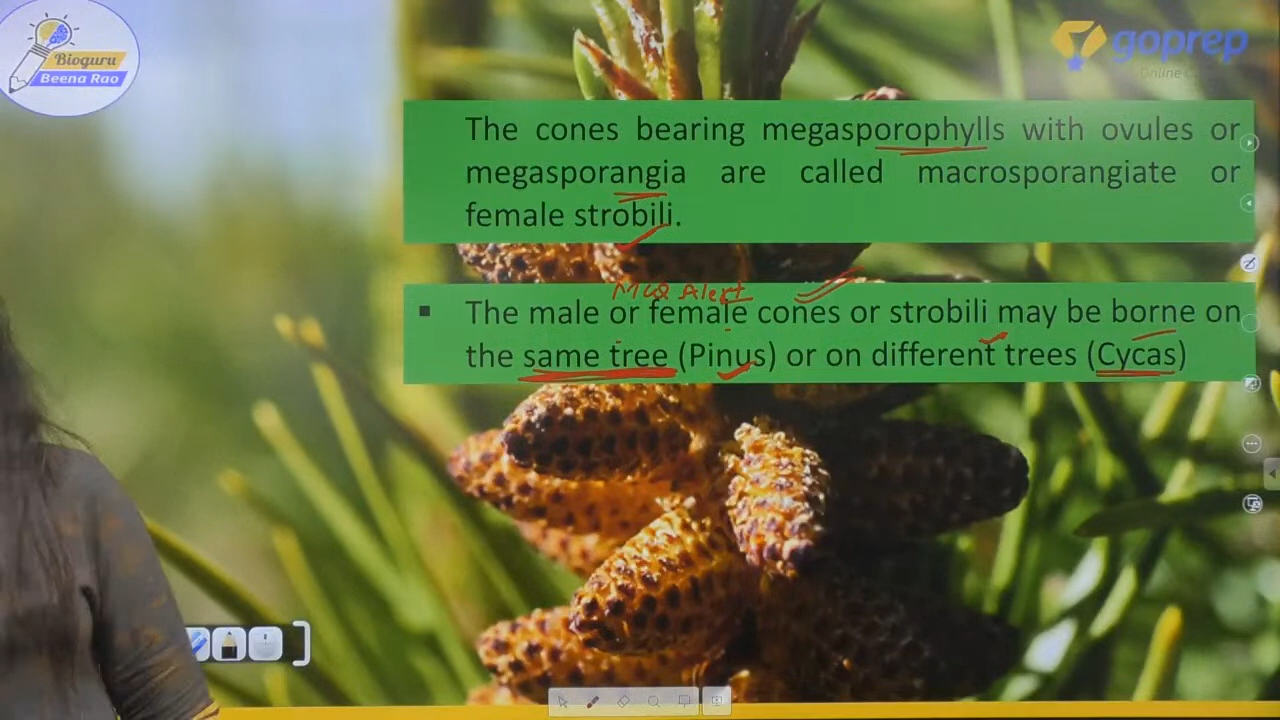 Bioguru
Beena Rao
goprep
Online
The cones bearing megasporophylls with ovules or
megasporangia are called macrosporangiate or
female strobili.
MCQ Alert
▪ The male or female cones or strobili may be borne on
the same tree (Pinus) or on different trees (Cycas)